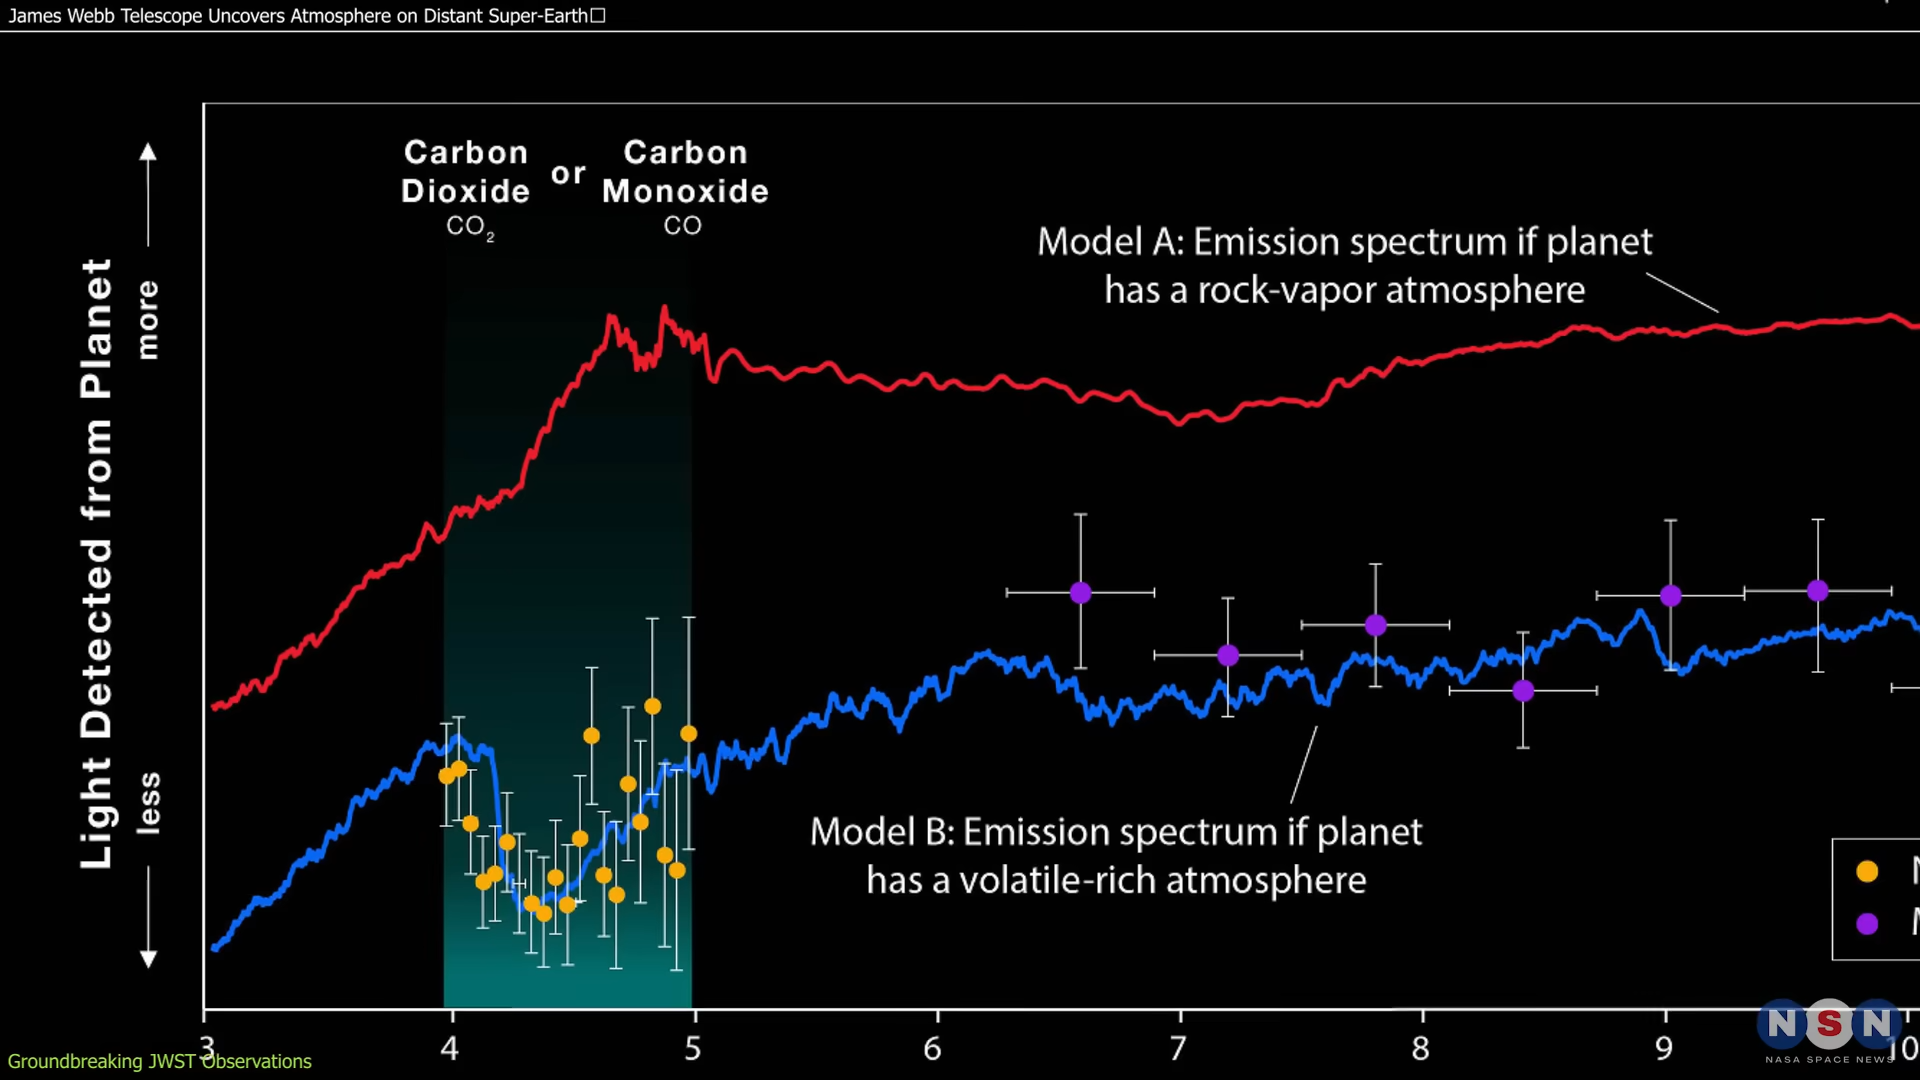 James Webb Telescope Uncovers Atmosphere on Distant Super-Earth
Carbon Dioxide
CO2
or
Carbon Monoxide
CO
Model A: Emission spectrum if planet
has a rock-vapor atmosphere
Light Detected from Planet
more
less
Model B: Emission spectrum if planet
has a volatile-rich atmosphere
3 4 5 6 7 8 9 10
Groundbreaking JWST Observations
NSN
NASA SPACE NEWS